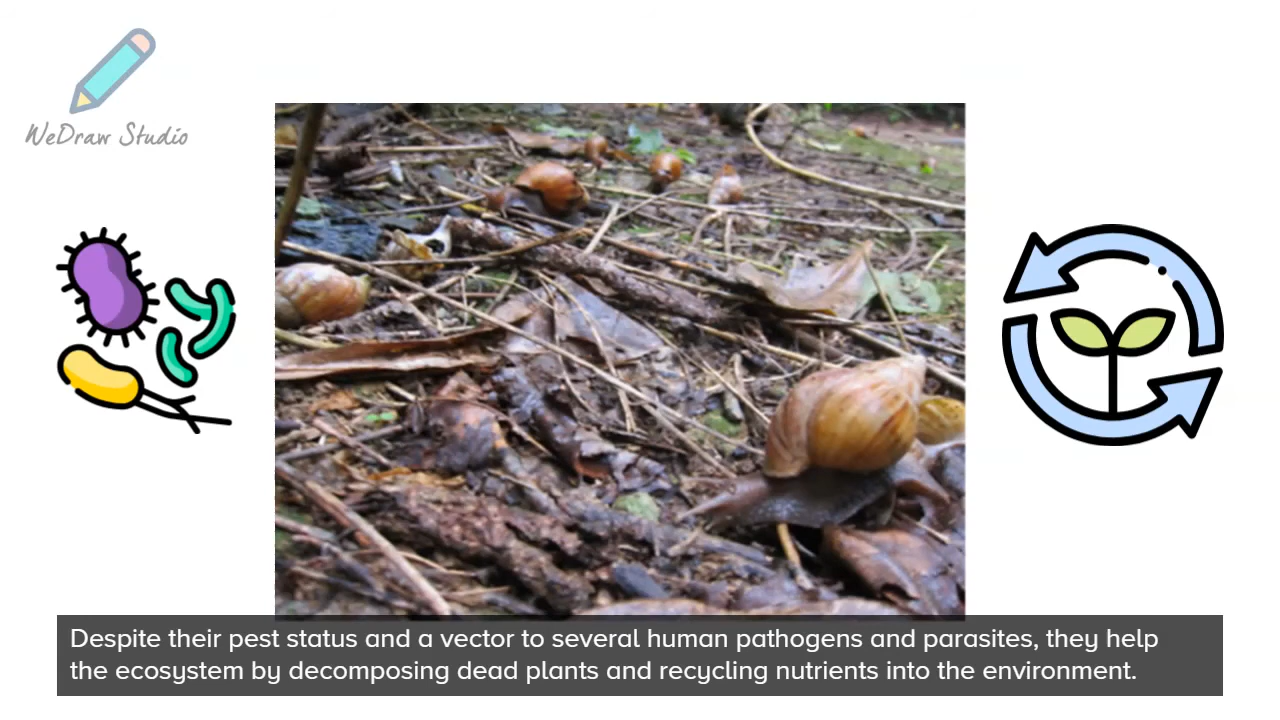 WeDraw Studio
Despite their pest status and a vector to several human pathogens and parasites, they help
the ecosystem by decomposing dead plants and recycling nutrients into the environment.